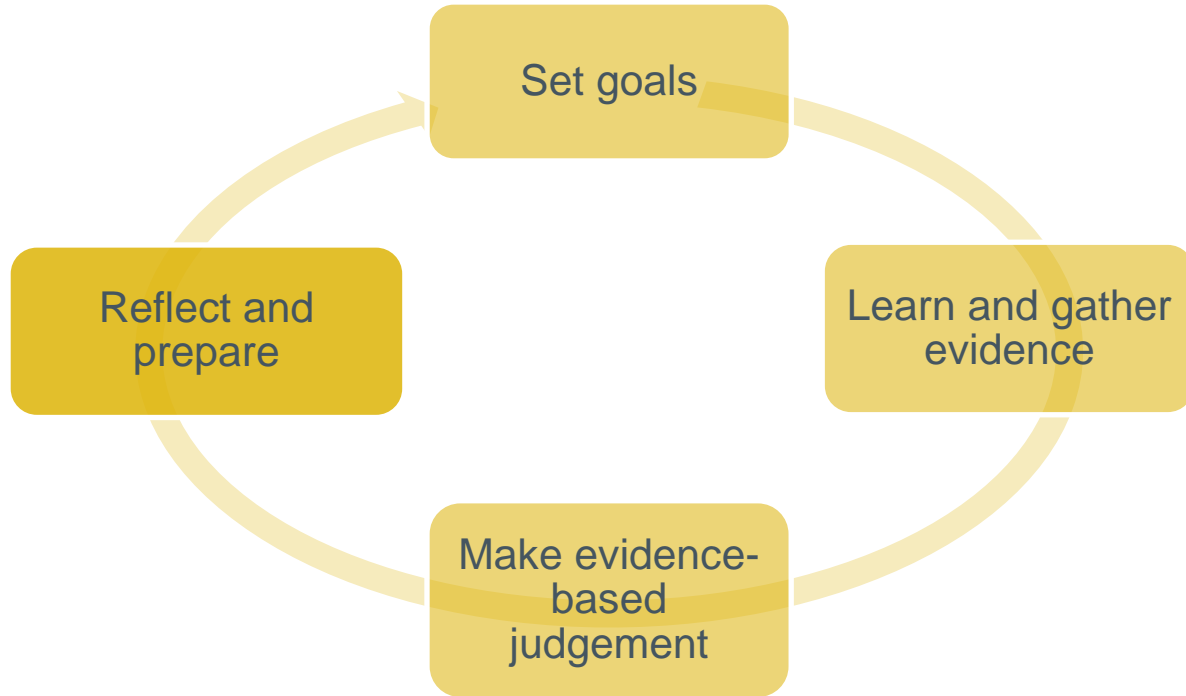 Set goals
Learn and gather
evidence
Make evidence-
based
judgement
Reflect and
prepare